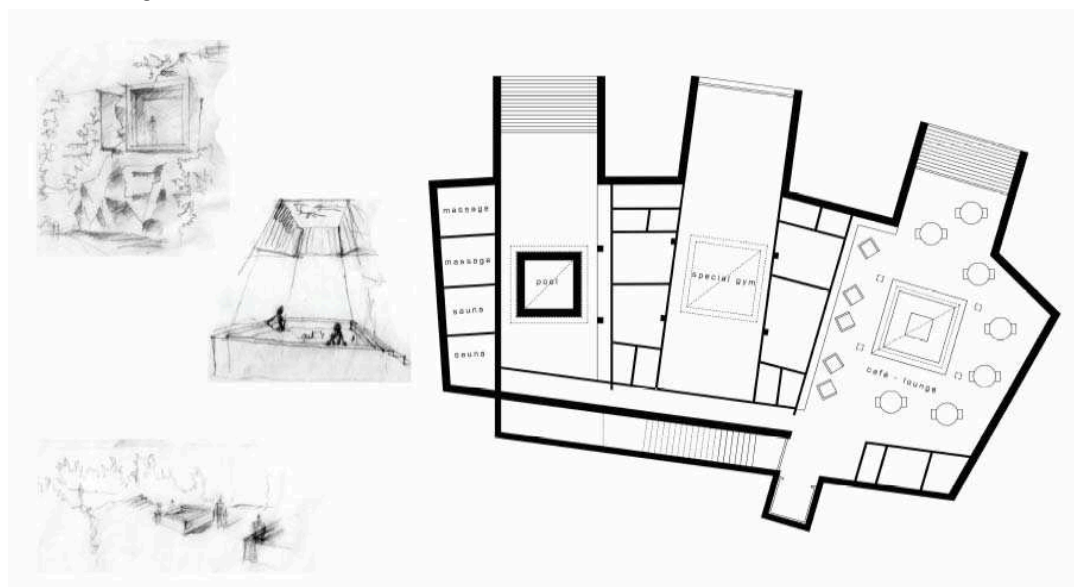 massage
massage
sauna
sauna
pool
special gym
café - lounge